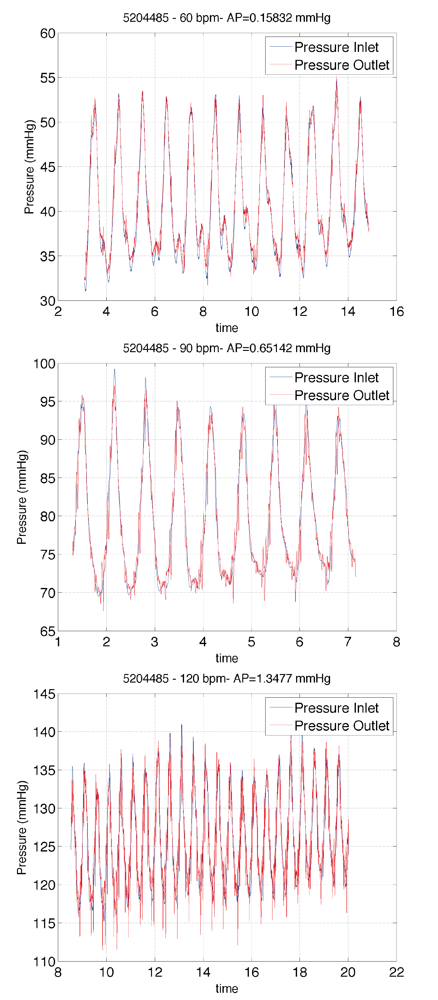 5204485 - 60 bpm- AP=0.15832 mmHg
Pressure Inlet
Pressure Outlet
Pressure (mmHg)
60
55
50
45
40
35
30
2 4 6 8 10 12 14 16
time
5204485 - 90 bpm- AP=0.65142 mmHg
Pressure Inlet
Pressure Outlet
Pressure (mmHg)
100
95
90
85
80
75
70
65
1 2 3 4 5 6 7 8
time
5204485 - 120 bpm- AP=1.3477 mmHg
Pressure Inlet
Pressure Outlet
Pressure (mmHg)
145
140
135
130
125
120
115
110
8 10 12 14 16 18 20 22
time